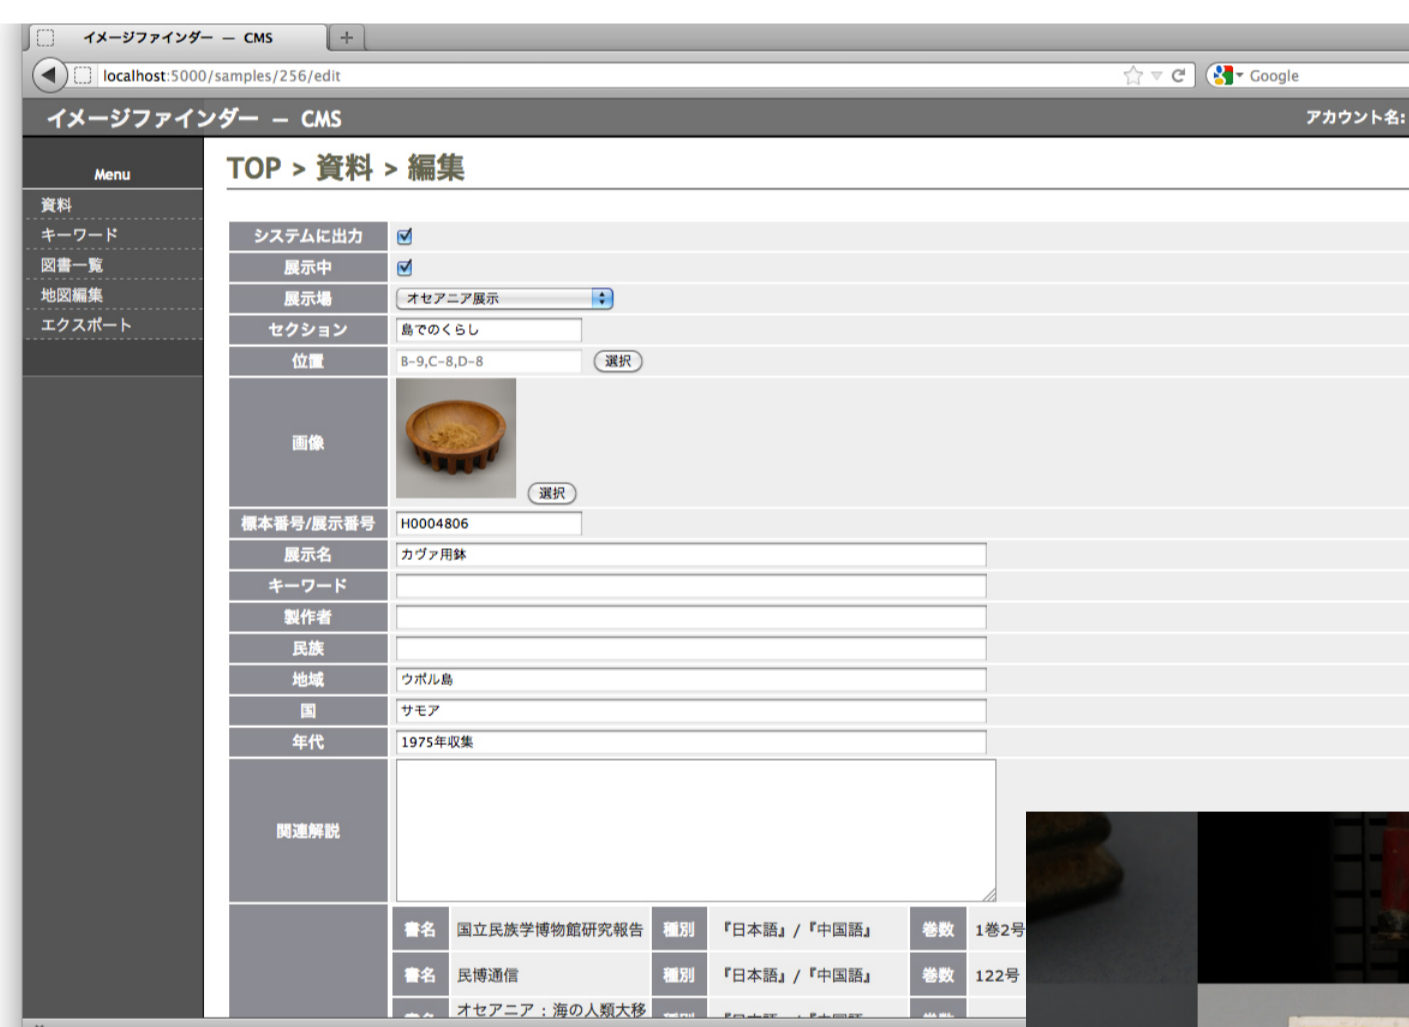 イメージファインダー — CMS
localhost:5000/samples/256/edit
Google
イメージファインダー — CMS
アカウント名:
Menu
資料
キーワード
図書一覧
地図編集
エクスポート
TOP > 資料 > 編集
システムに出力
展示中
展示場 オセアニア展示
セクション 島でのくらし
位置 B-9,C-8,D-8 選択
画像 選択
標本番号/展示番号 H0004806
展示名 カヴァ用鉢
キーワード
製作者
民族
地域 ウポル島
国 サモア
年代 1975年収集
関連解説
書名 国立民族学博物館研究報告 種別 『日本語』/『中国語』 巻数 1巻2号
書名 民博通信 種別 『日本語』/『中国語』 巻数 122号
オセアニア : 海の人類大移